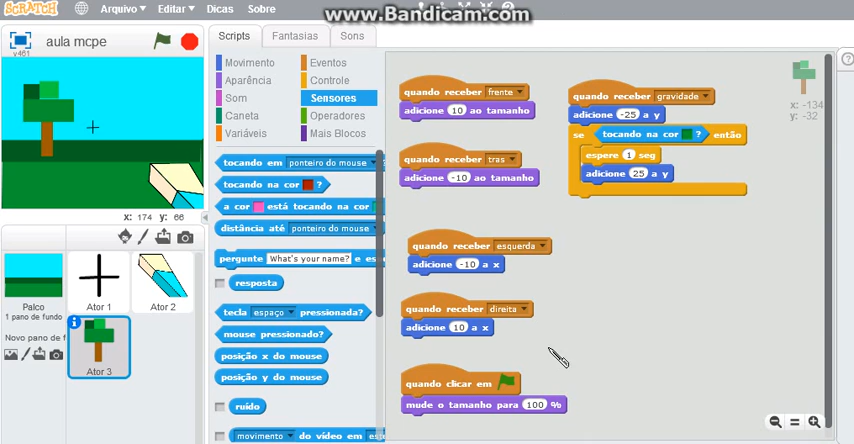 www.Bandicam.com
SCRATCH
Arquivo
Editar
Dicas
Sobre
aula mcpe
v461
x: 174 y: 66
Palco
1 pano de fundo
Novo pano de f
Ator 1
Ator 2
Ator 3
Scripts
Fantasias
Sons
Movimento
Aparência
Som
Caneta
Variáveis
Eventos
Controle
Sensores
Operadores
Mais Blocos
tocando em ponteiro do mouse ?
tocando na cor ?
a cor está tocando na cor
distância até ponteiro do mouse
pergunte What's your name? e es
resposta
tecla espaço pressionada?
mouse pressionado?
posição x do mouse
posição y do mouse
ruído
movimento do vídeo em
quando receber frente
adicione 10 ao tamanho
quando receber tras
adicione -10 ao tamanho
quando receber esquerda
adicione -10 a x
quando receber direita
adicione 10 a x
quando clicar em
mude o tamanho para 100 %
quando receber gravidade
adicione -25 a y
se tocando na cor ? então
espere 1 seg
adicione 25 a y
x: -134
y: -32
?